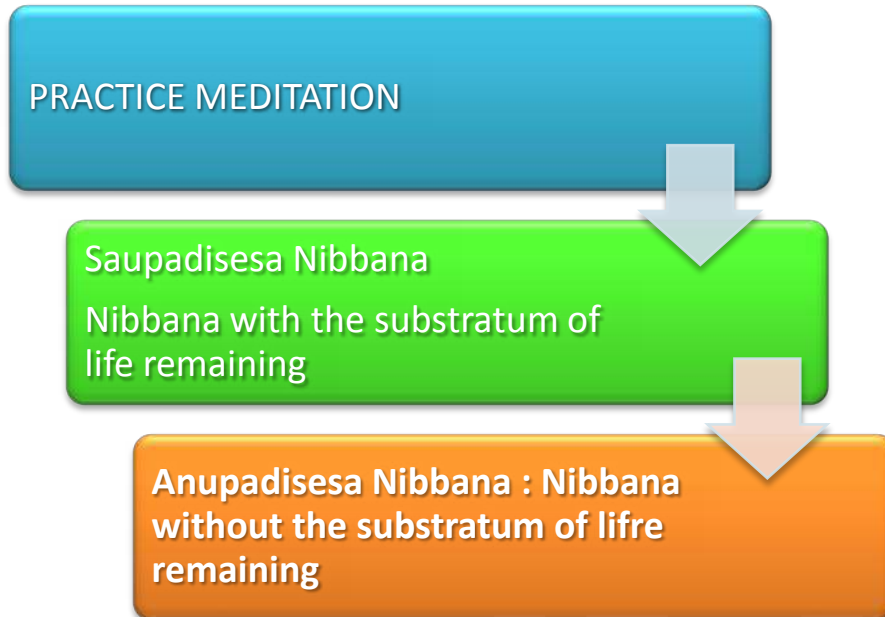 PRACTICE MEDITATION
Saupadisesa Nibbana
Nibbana with the substratum of
life remaining
Anupadisesa Nibbana : Nibbana
without the substratum of lifre
remaining